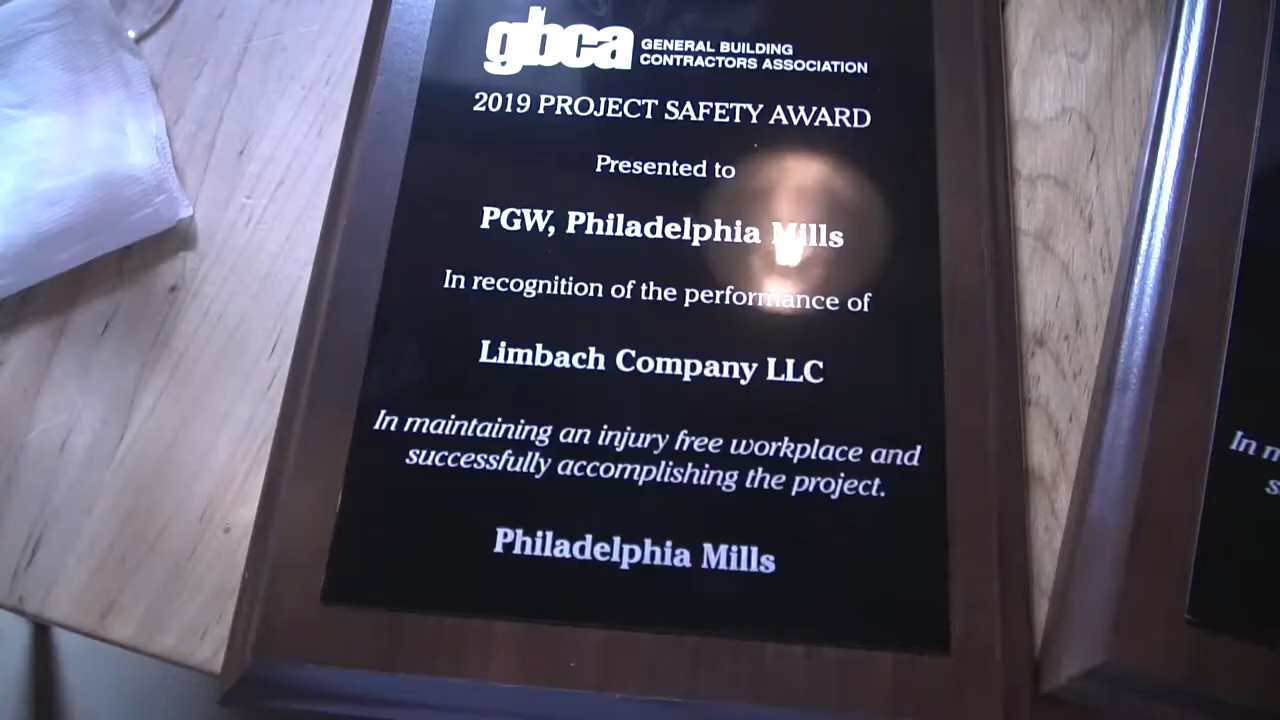 gbca GENERAL BUILDING
CONTRACTORS ASSOCIATION
2019 PROJECT SAFETY AWARD
Presented to
PGW, Philadelphia Mills
In recognition of the performance of
Limbach Company LLC
In maintaining an injury free workplace and
successfully accomplishing the project.
Philadelphia Mills
In